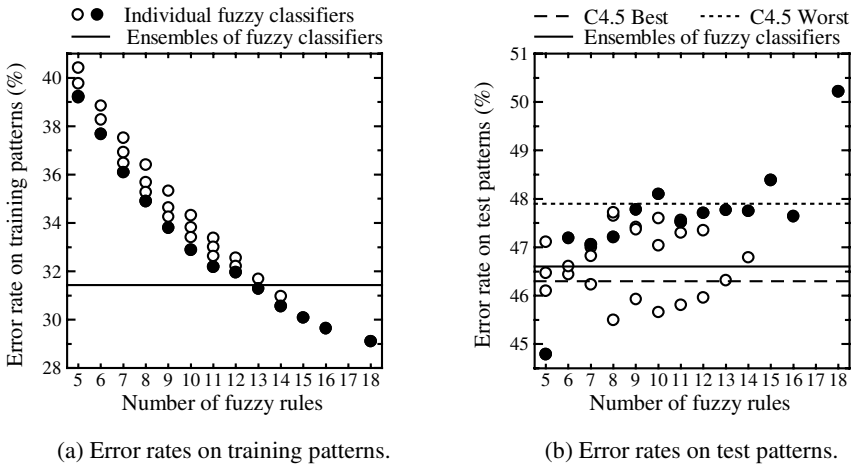 Individual fuzzy classifiers
Ensembles of fuzzy classifiers
Error rate on training patterns (%)
40
38
36
34
32
30
28
5 6 7 8 9 10 11 12 13 14 15 16 17 18
Number of fuzzy rules
(a) Error rates on training patterns.
C4.5 Best C4.5 Worst
Ensembles of fuzzy classifiers
Error rate on test patterns (%)
51
50
49
48
47
46
45
5 6 7 8 9 10 11 12 13 14 15 16 17 18
Number of fuzzy rules
(b) Error rates on test patterns.